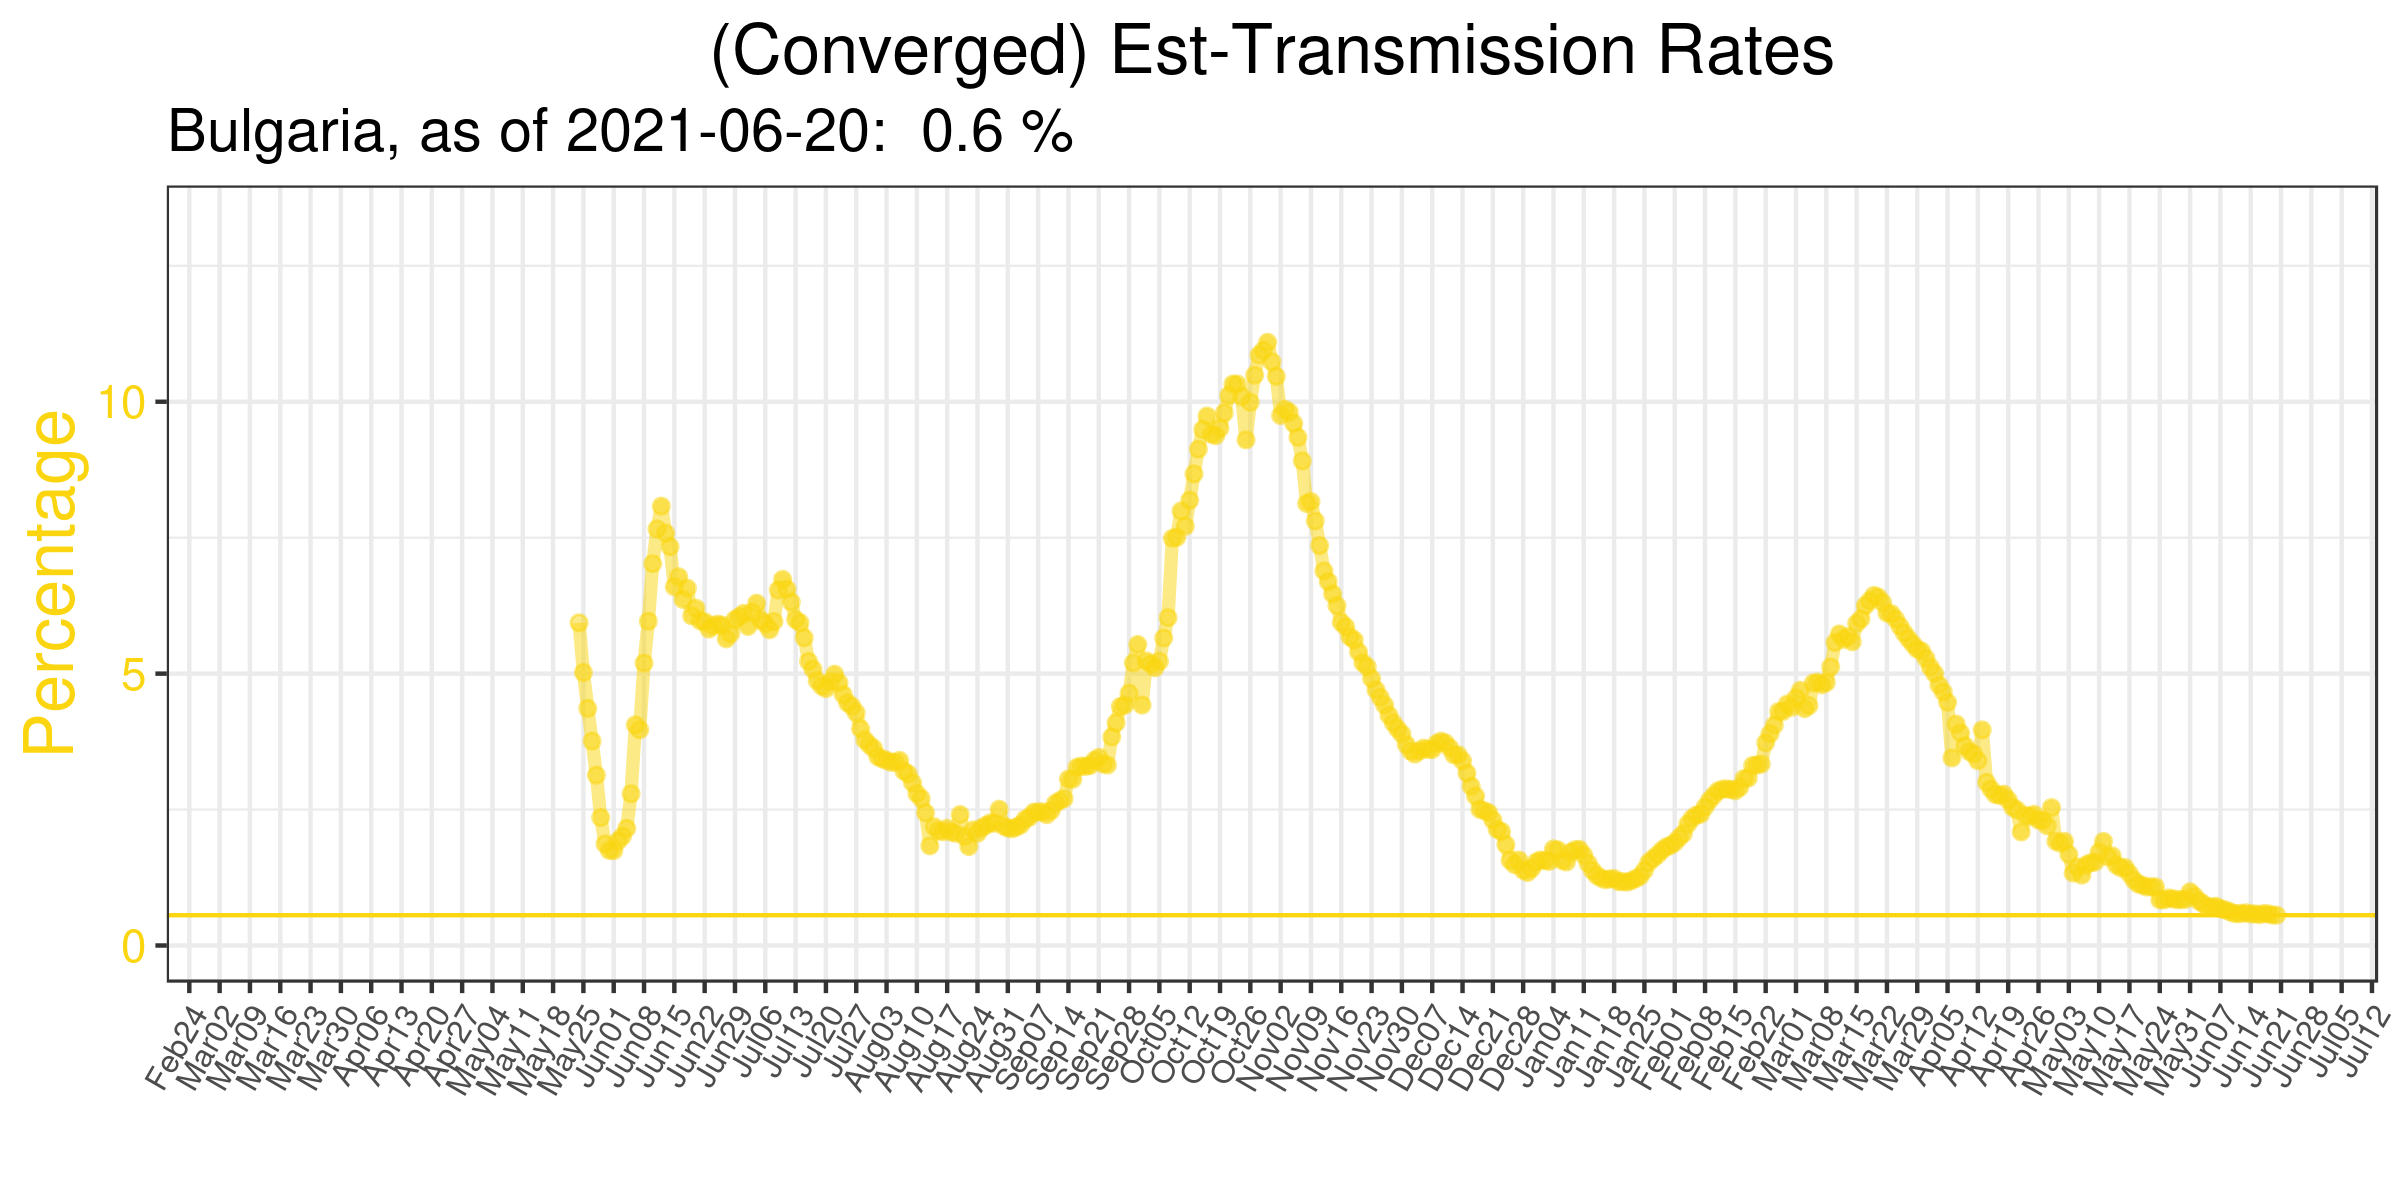 (Converged) Est-Transmission Rates
Bulgaria, as of 2021-06-20:  0.6 %
Percentage
10
5
0
Feb24
Mar02
Mar09
Mar16
Mar23
Mar30
Apr06
Apr13
Apr20
Apr27
May04
May11
May18
May25
Jun01
Jun08
Jun15
Jun22
Jun29
Jul06
Jul13
Jul20
Jul27
Aug03
Aug10
Aug17
Aug24
Aug31
Sep07
Sep14
Sep21
Sep28
Oct05
Oct12
Oct19
Oct26
Nov02
Nov09
Nov16
Nov23
Nov30
Dec07
Dec14
Dec21
Dec28
Jan04
Jan11
Jan18
Jan25
Feb01
Feb08
Feb15
Feb22
Mar01
Mar08
Mar15
Mar22
Mar29
Apr05
Apr12
Apr19
Apr26
May03
May10
May17
May24
May31
Jun07
Jun14
Jun21
Jun28
Jul05
Jul12